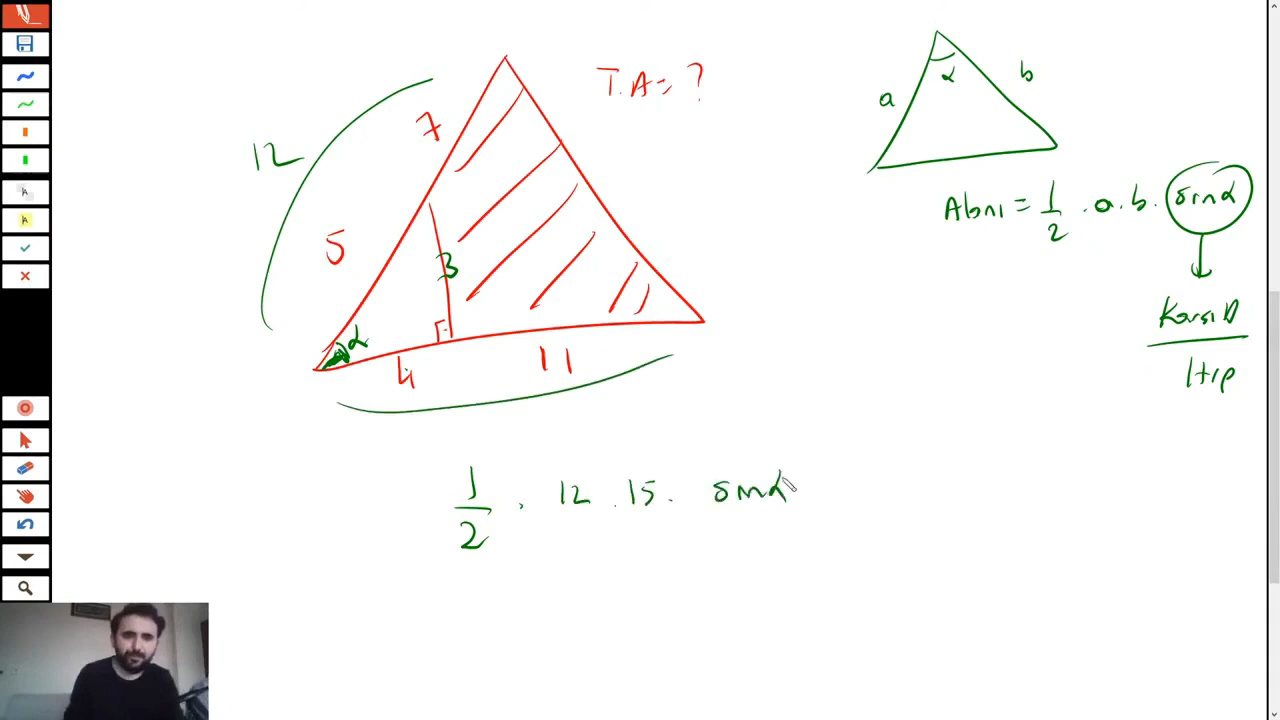 T.A = ?
7
12
5
3
α
4
11
a
α
b
Alanı = 1/2 . a . b . sinα
Karşı D
Hip
1/2 . 12 . 15 . sinα